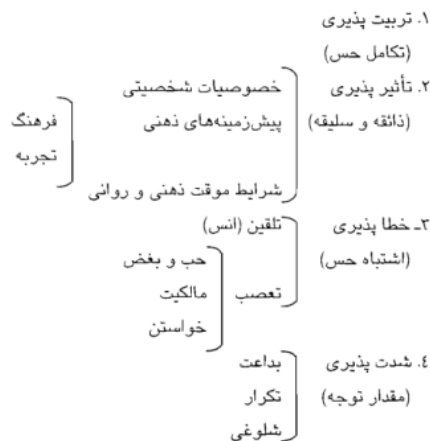 ۱. تربیت پذیری
(تکامل حس)
۲. تأثیر پذیری خصوصیات شخصیتی
(ذائقه و سلیقه) پیش‌زمینه‌های ذهنی فرهنگ
تجربه
شرایط موقت ذهنی و روانی
۳ـ خطا پذیری تلقین (انس)
(اشتباه حس) حب و بغض
تعصب مالکیت
خواستن
۴. شدت پذیری بداعت
(مقدار توجه) تکرار
شلوغی